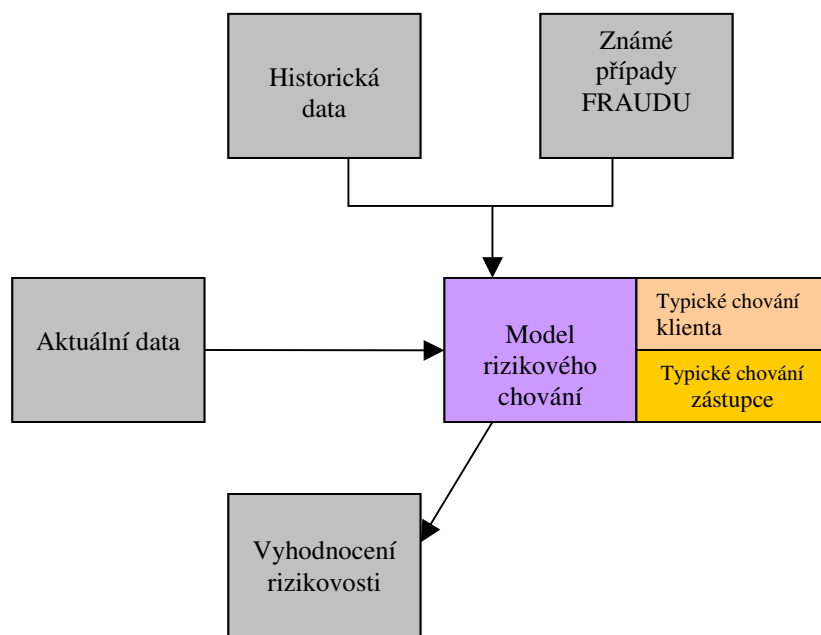 Historická
data
Známé
případy
FRAUDU
Aktuální data
Model
rizikového
chování
Typické chování
klienta
Typické chování
zástupce
Vyhodnocení
rizikovosti